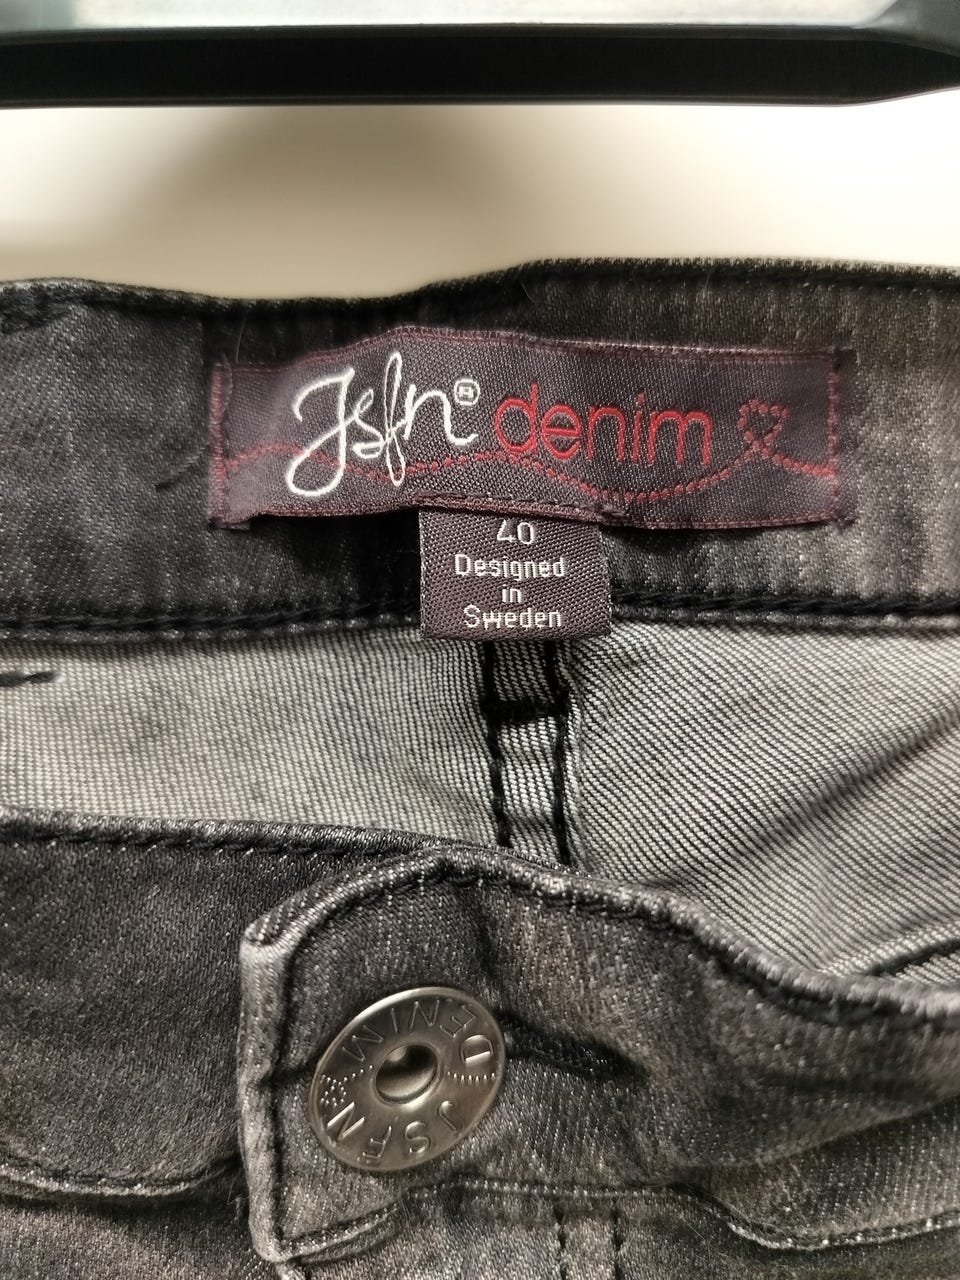 Jsfn® denim
40
Designed
in
Sweden
DENIM
JSFN